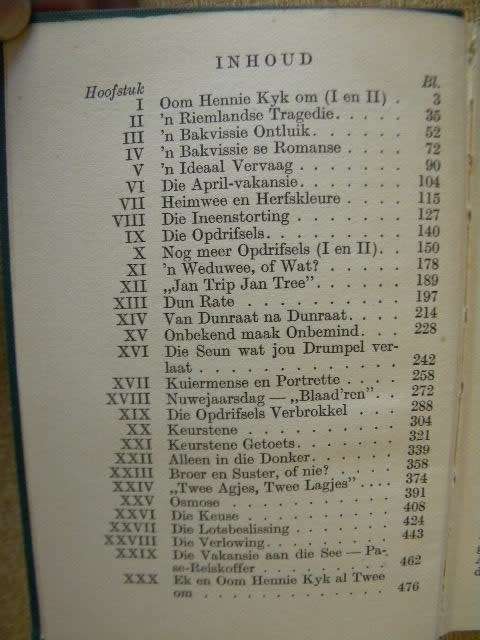 INHOUD
Hoofstuk Bl.
I Oom Hennie Kyk om (I en II) . 3
II 'n Riemlandse Tragedie . . . . . 35
III 'n Bakvissie Ontluik . . . . . . 52
IV 'n Bakvissie se Romanse . . . . 72
V 'n Ideaal Vervaag . . . . . . . 90
VI Die April-vakansie . . . . . . . 104
VII Heimwee en Herfskleure . . . . 115
VIII Die Ineenstorting . . . . . . . 127
IX Die Opdrifsels . . . . . . . . 140
X Nog meer Opdrifsels (I en II) . . 150
XI 'n Weduwee, of Wat? . . . . . . 178
XII „Jan Trip Jan Tree" . . . . . . 189
XIII Dun Rate . . . . . . . . . . 197
XIV Van Dunraat na Dunraat . . . . 214
XV Onbekend maak Onbemind . . . 228
XVI Die Seun wat jou Drumpel ver-
laat . . . . . . . . . . . . 242
XVII Kuiermense en Portrette . . . . 258
XVIII Nuwejaarsdag — „Blaad'ren" . . 272
XIX Die Opdrifsels Verbrokkel . . . . 288
XX Keurstene . . . . . . . . . . 304
XXI Keurstene Getoets . . . . . . . 321
XXII Alleen in die Donker . . . . . . 339
XXIII Broer en Suster, of nie? . . . . . 358
XXIV „Twee Agjes, Twee Lagjes" . . . . 374
XXV Osmose . . . . . . . . . . . 391
XXVI Die Keuse . . . . . . . . . . 408
XXVII Die Lotsbeslissing . . . . . . . 424
XXVIII Die Verlowing . . . . . . . . . 443
XXIX Die Vakansie aan die See — Pa-
se-Reiskoffer . . . . . . . . . 462
XXX Ek en Oom Hennie Kyk al Twee
om . . . . . . . . . . . . 476